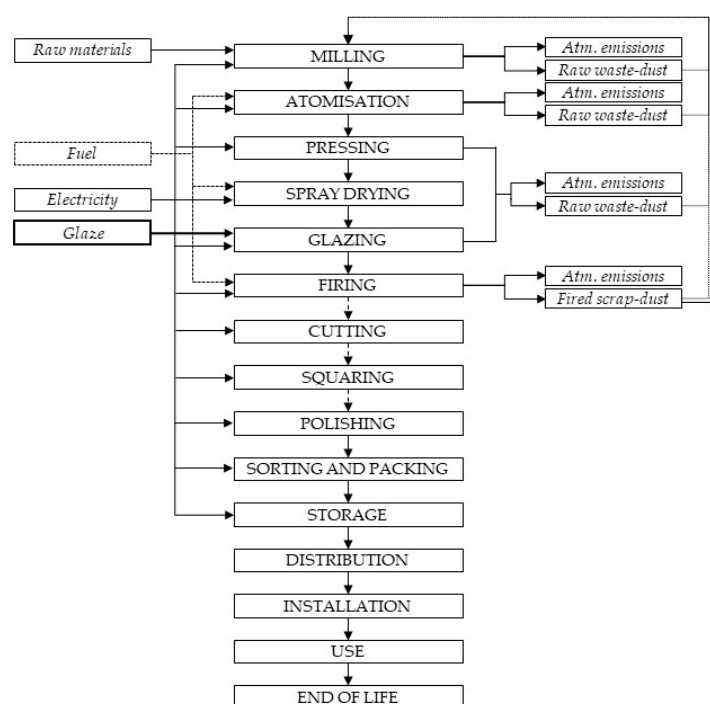 Raw materials
MILLING
Atm. emissions
Raw waste-dust
ATOMISATION
Atm. emissions
Raw waste-dust
Fuel
PRESSING
Electricity
SPRAY DRYING
Atm. emissions
Raw waste-dust
Glaze
GLAZING
FIRING
Atm. emissions
Fired scrap-dust
CUTTING
SQUARING
POLISHING
SORTING AND PACKING
STORAGE
DISTRIBUTION
INSTALLATION
USE
END OF LIFE